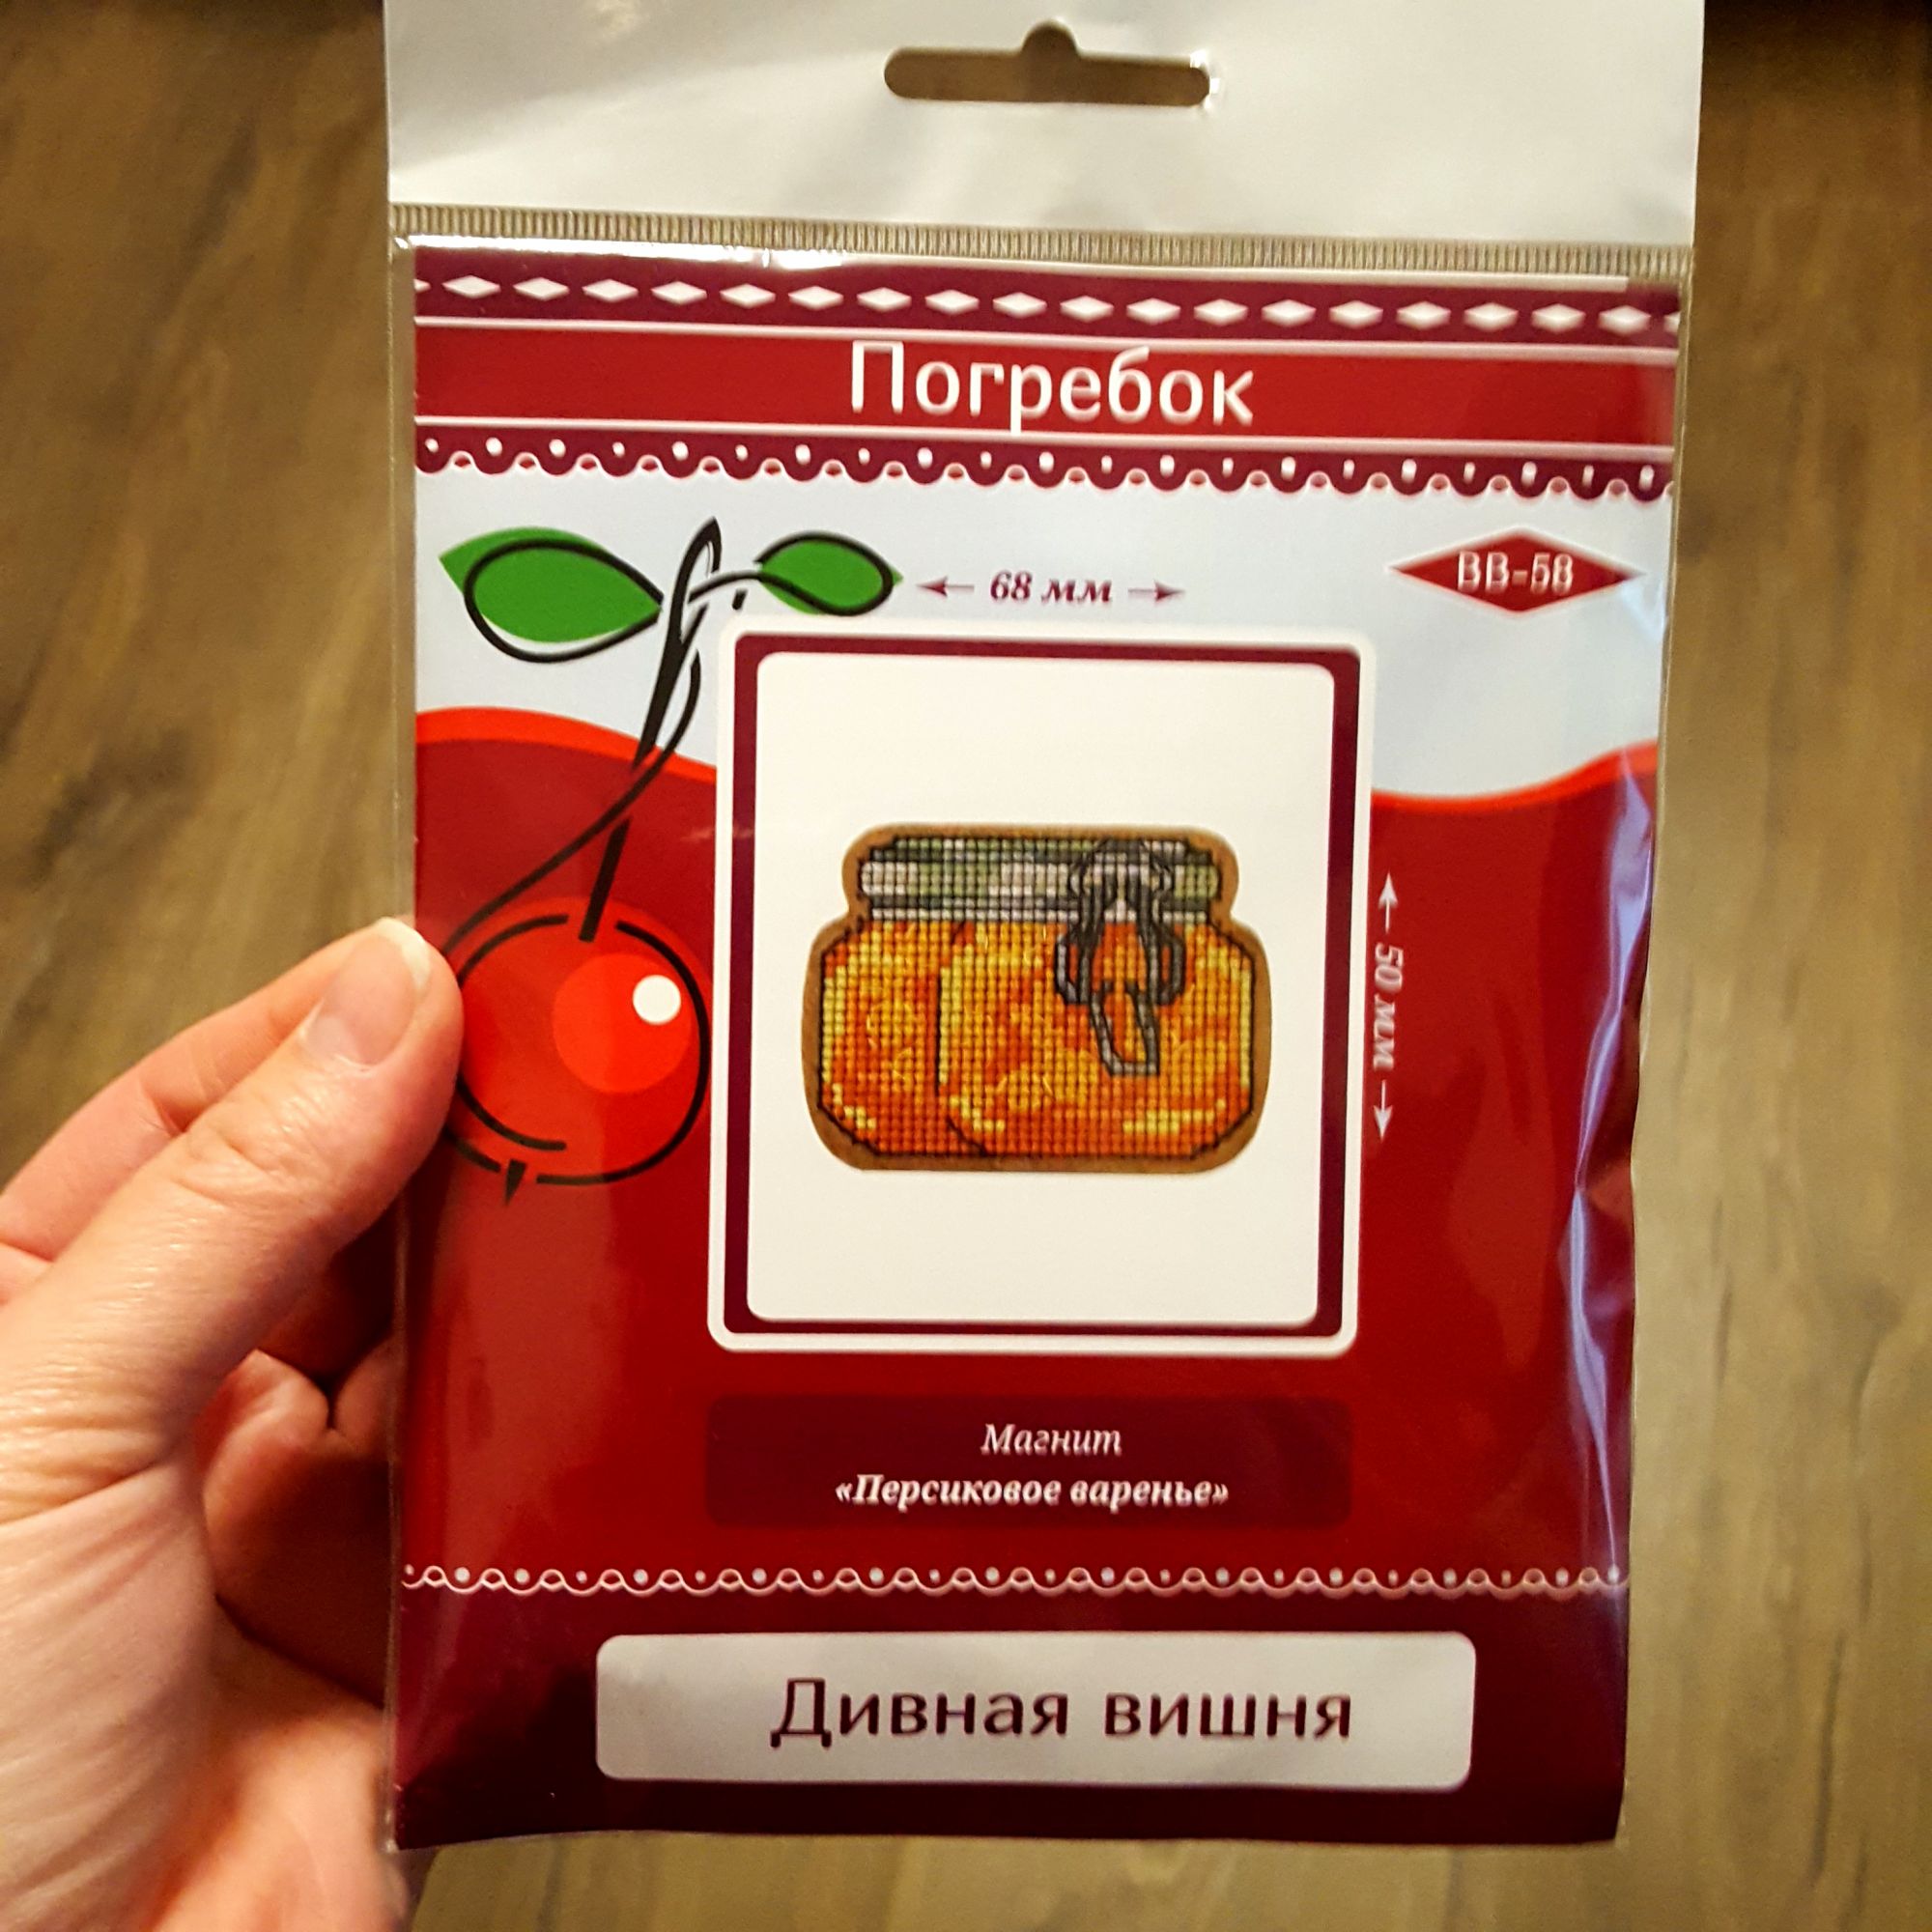 Погребок
68 мм
ВВ-58
50 мм
Магнит
«Персиковое варенье»
Дивная вишня